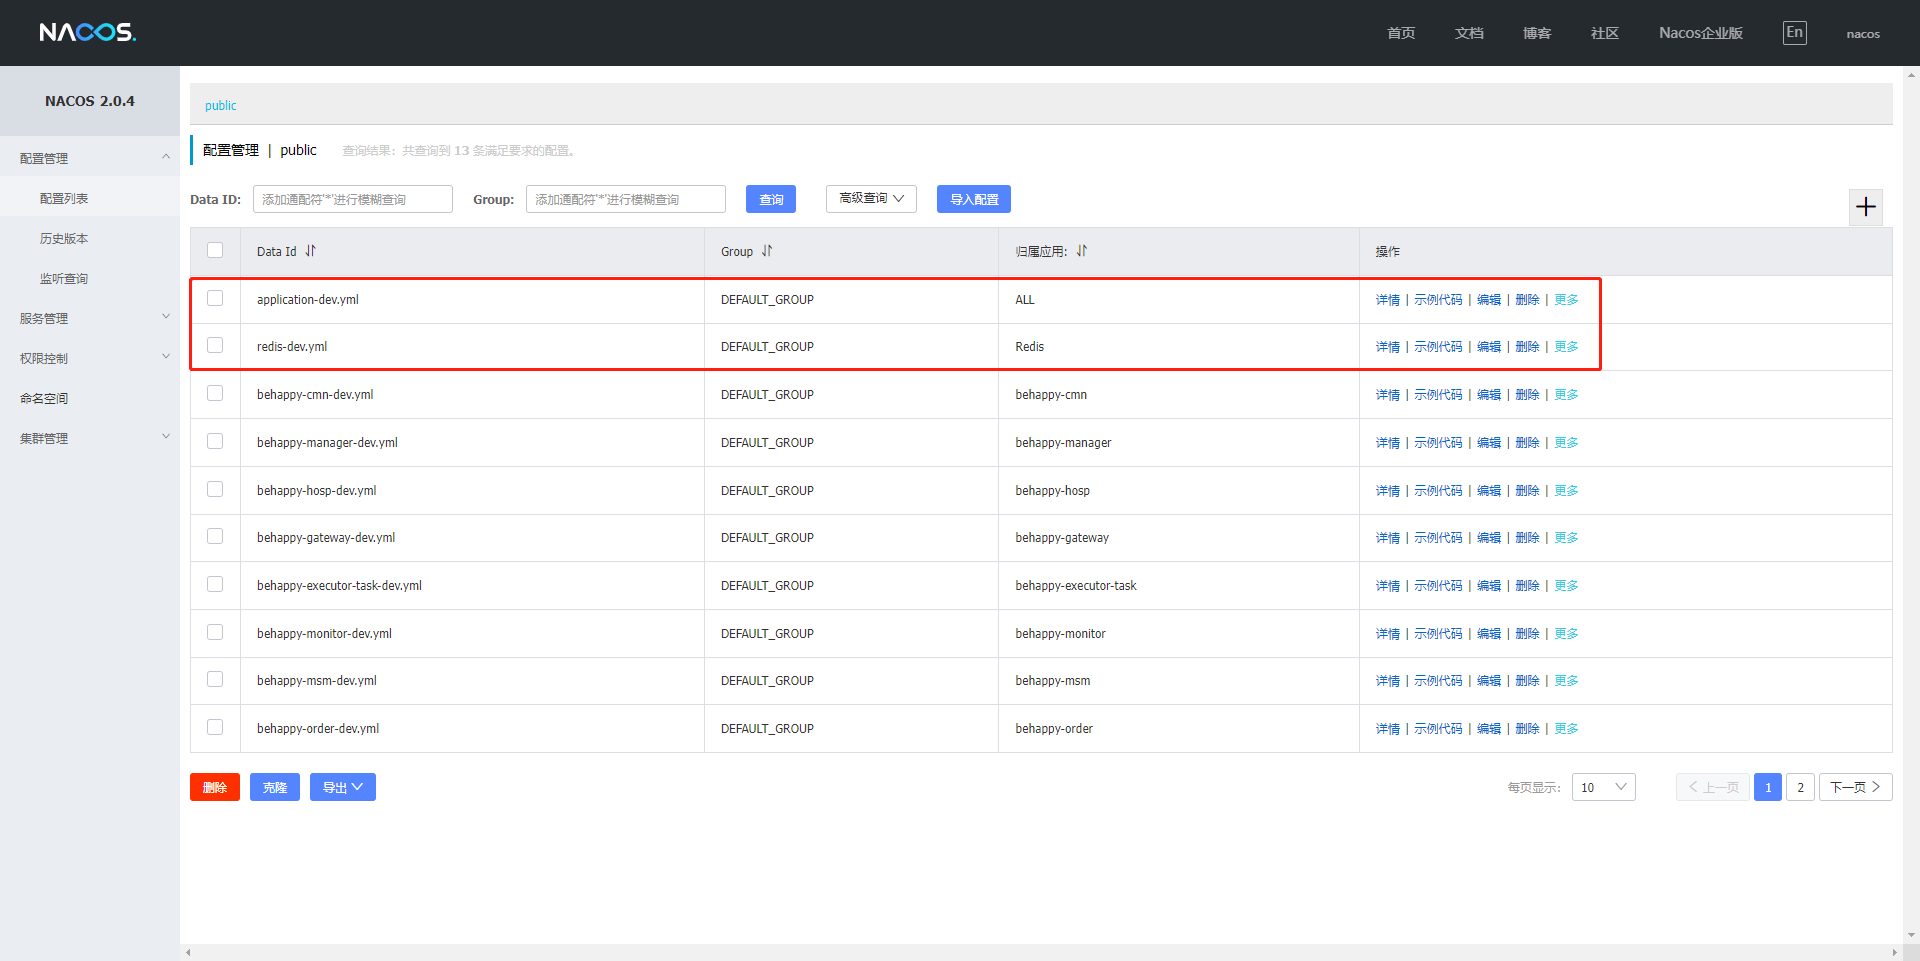 NACOS.
首页 文档 博客 社区 Nacos企业版 En nacos
NACOS 2.0.4
配置管理
配置列表
历史版本
监听查询
服务管理
权限控制
命名空间
集群管理
public
配置管理 | public 查询结果：共查询到 13 条满足要求的配置。
Data ID: 添加通配符'*'进行模糊查询 Group: 添加通配符'*'进行模糊查询 查询 高级查询 导入配置
Data Id Group 归属应用: 操作
application-dev.yml DEFAULT_GROUP ALL 详情 | 示例代码 | 编辑 | 删除 | 更多
redis-dev.yml DEFAULT_GROUP Redis 详情 | 示例代码 | 编辑 | 删除 | 更多
behappy-cmn-dev.yml DEFAULT_GROUP behappy-cmn 详情 | 示例代码 | 编辑 | 删除 | 更多
behappy-manager-dev.yml DEFAULT_GROUP behappy-manager 详情 | 示例代码 | 编辑 | 删除 | 更多
behappy-hosp-dev.yml DEFAULT_GROUP behappy-hosp 详情 | 示例代码 | 编辑 | 删除 | 更多
behappy-gateway-dev.yml DEFAULT_GROUP behappy-gateway 详情 | 示例代码 | 编辑 | 删除 | 更多
behappy-executor-task-dev.yml DEFAULT_GROUP behappy-executor-task 详情 | 示例代码 | 编辑 | 删除 | 更多
behappy-monitor-dev.yml DEFAULT_GROUP behappy-monitor 详情 | 示例代码 | 编辑 | 删除 | 更多
behappy-msm-dev.yml DEFAULT_GROUP behappy-msm 详情 | 示例代码 | 编辑 | 删除 | 更多
behappy-order-dev.yml DEFAULT_GROUP behappy-order 详情 | 示例代码 | 编辑 | 删除 | 更多
删除 克隆 导出 每页显示: 10 上一页 1 2 下一页